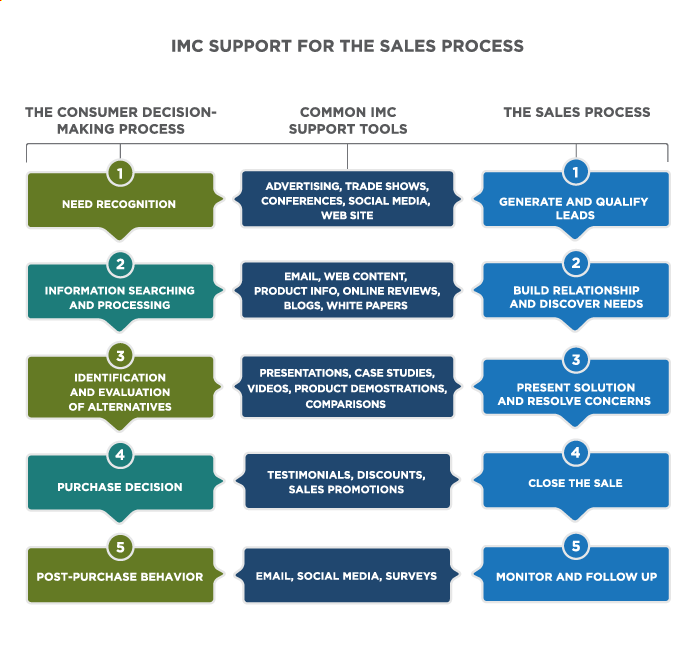 IMC SUPPORT FOR THE SALES PROCESS
THE CONSUMER DECISION-
MAKING PROCESS
COMMON IMC
SUPPORT TOOLS
THE SALES PROCESS
1
NEED RECOGNITION
ADVERTISING, TRADE SHOWS,
CONFERENCES, SOCIAL MEDIA,
WEB SITE
1
GENERATE AND QUALIFY
LEADS
2
INFORMATION SEARCHING
AND PROCESSING
EMAIL, WEB CONTENT,
PRODUCT INFO, ONLINE REVIEWS,
BLOGS, WHITE PAPERS
2
BUILD RELATIONSHIP
AND DISCOVER NEEDS
3
IDENTIFICATION
AND EVALUATION
OF ALTERNATIVES
PRESENTATIONS, CASE STUDIES,
VIDEOS, PRODUCT DEMOSTRATIONS,
COMPARISONS
3
PRESENT SOLUTION
AND RESOLVE CONCERNS
4
PURCHASE DECISION
TESTIMONIALS, DISCOUNTS,
SALES PROMOTIONS
4
CLOSE THE SALE
5
POST-PURCHASE BEHAVIOR
EMAIL, SOCIAL MEDIA, SURVEYS
5
MONITOR AND FOLLOW UP